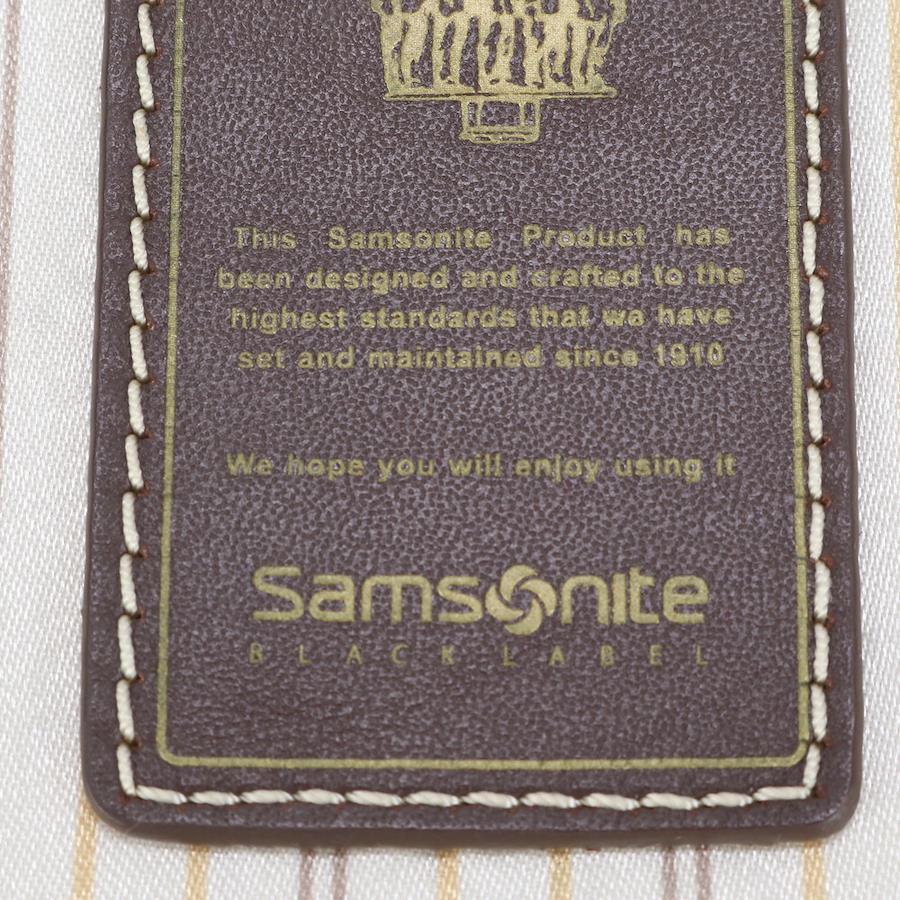 This Samsonite Product has
been designed and crafted to the
highest standards that we have
set and maintained since 1910
We hope you will enjoy using it
Samsonite
BLACK LABEL